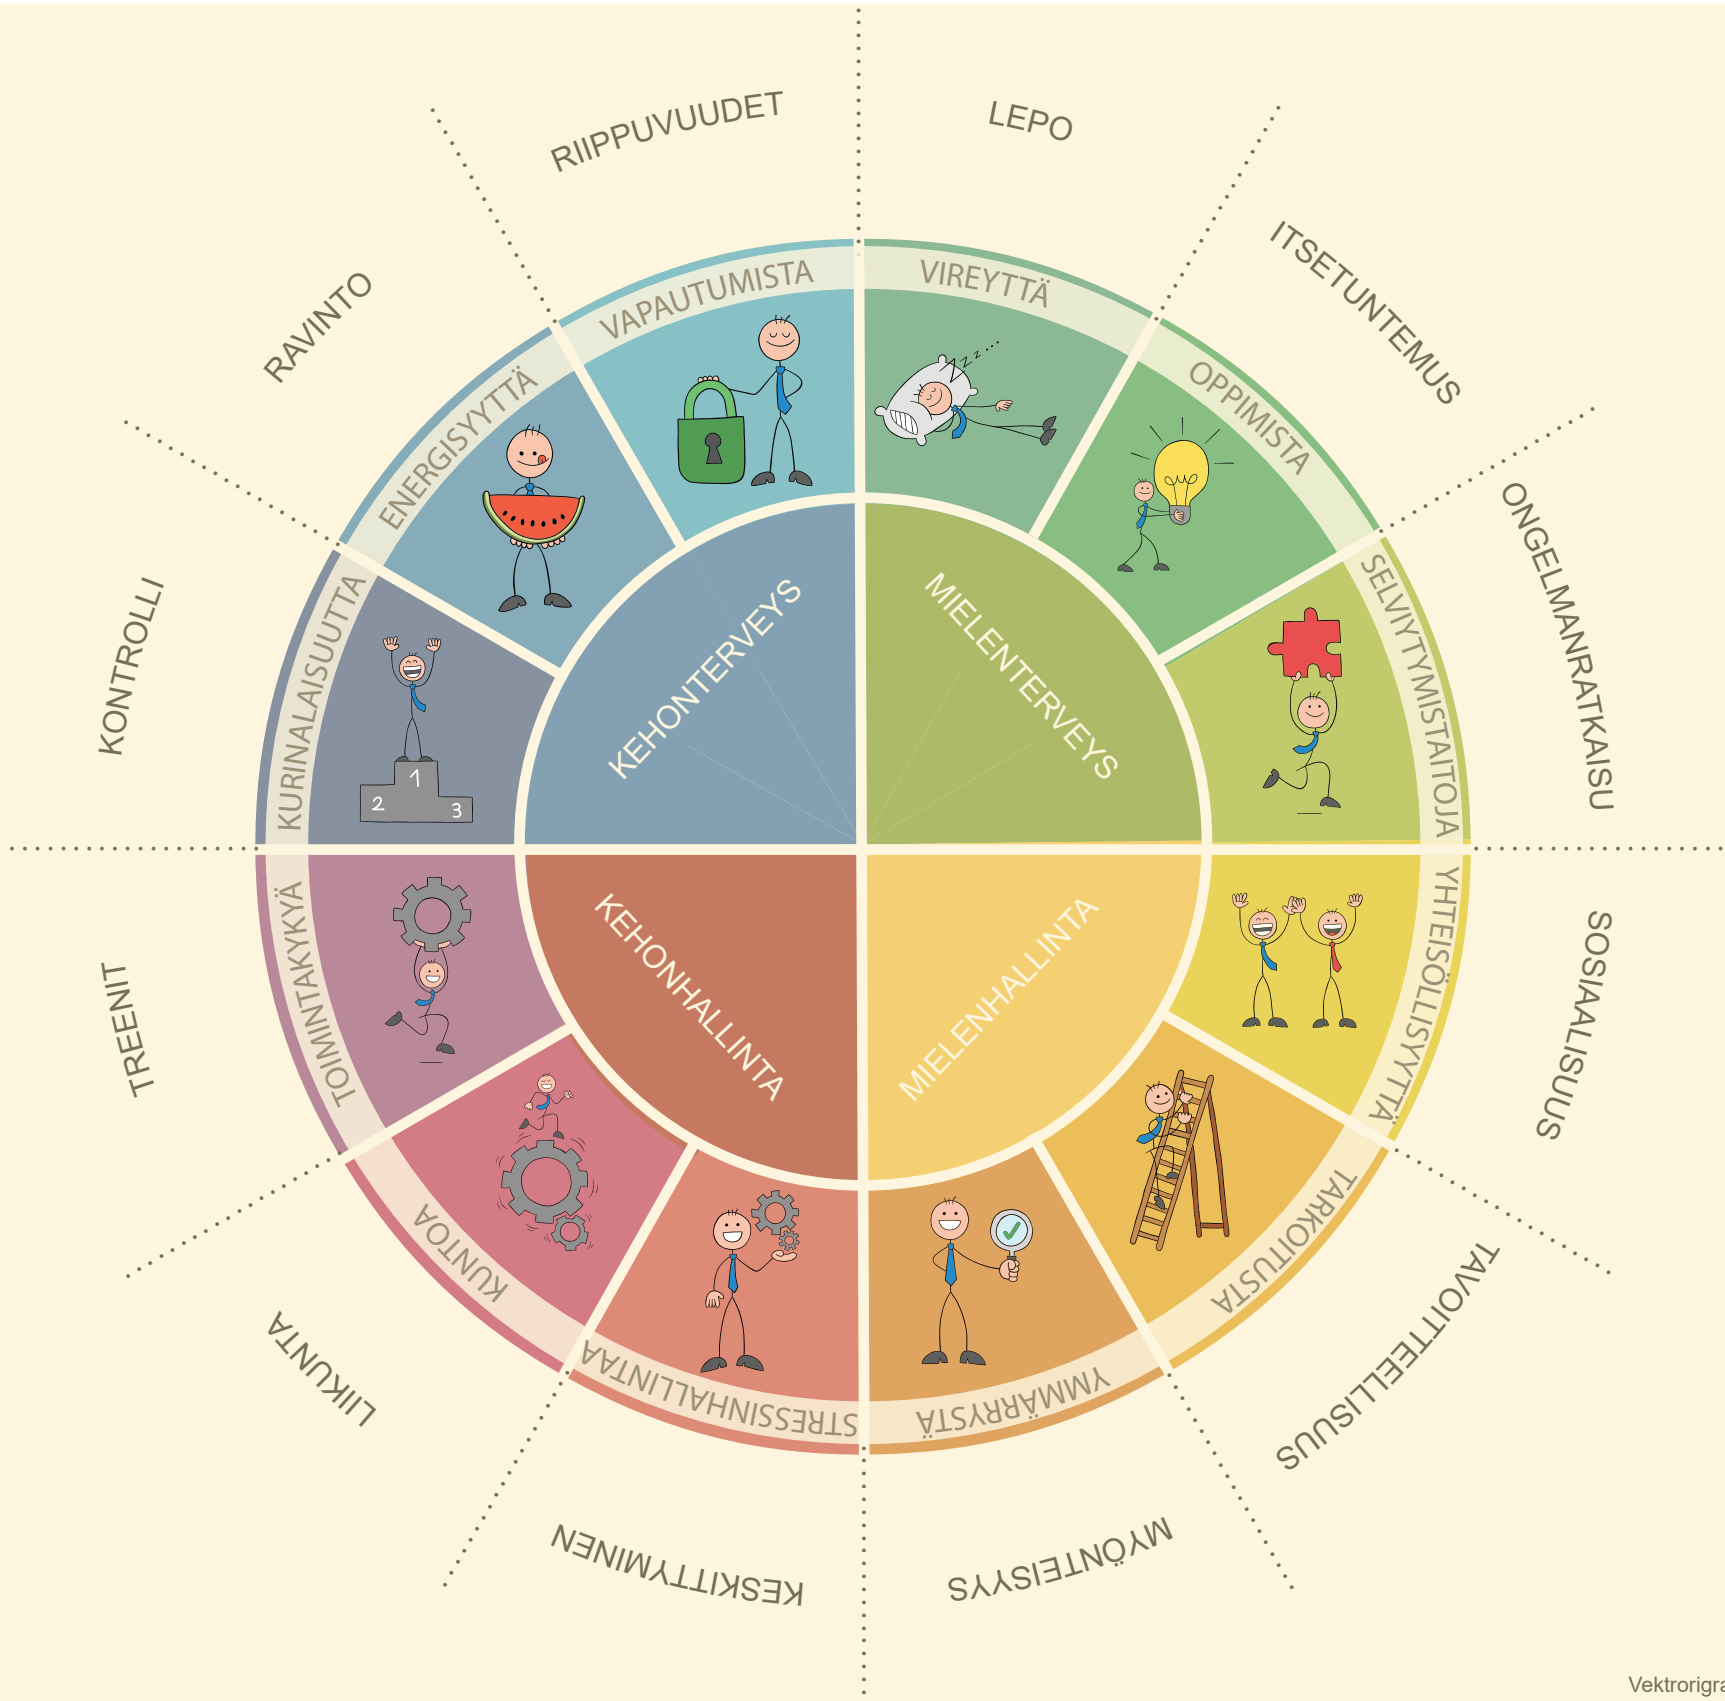 LEPO
ITSETUNTEMUS
ONGELMANRATKAISU
SOSIAALISUUS
TAVOITTEELLISUUS
MYÖNTEISYYS
KESKITTYMINEN
LIIKUNTA
TREENIT
KONTROLLI
RAVINTO
RIIPPUVUUDET
VIREYTTÄ
OPPIMISTA
SELVIYTYMISTAITOJA
YHTEISÖLLISYYTTÄ
TARKOITUSTA
YMMÄRRYSTÄ
STRESSINHALLINTAA
KUNTOA
TOIMINTAKYKYÄ
KURINALAISUUTTA
ENERGISYYTTÄ
VAPAUTUMISTA
Z Z Z ...
1
2
3
KEHONTERVEYS
MIELENTERVEYS
MIELENHALLINTA
KEHONHALLINTA